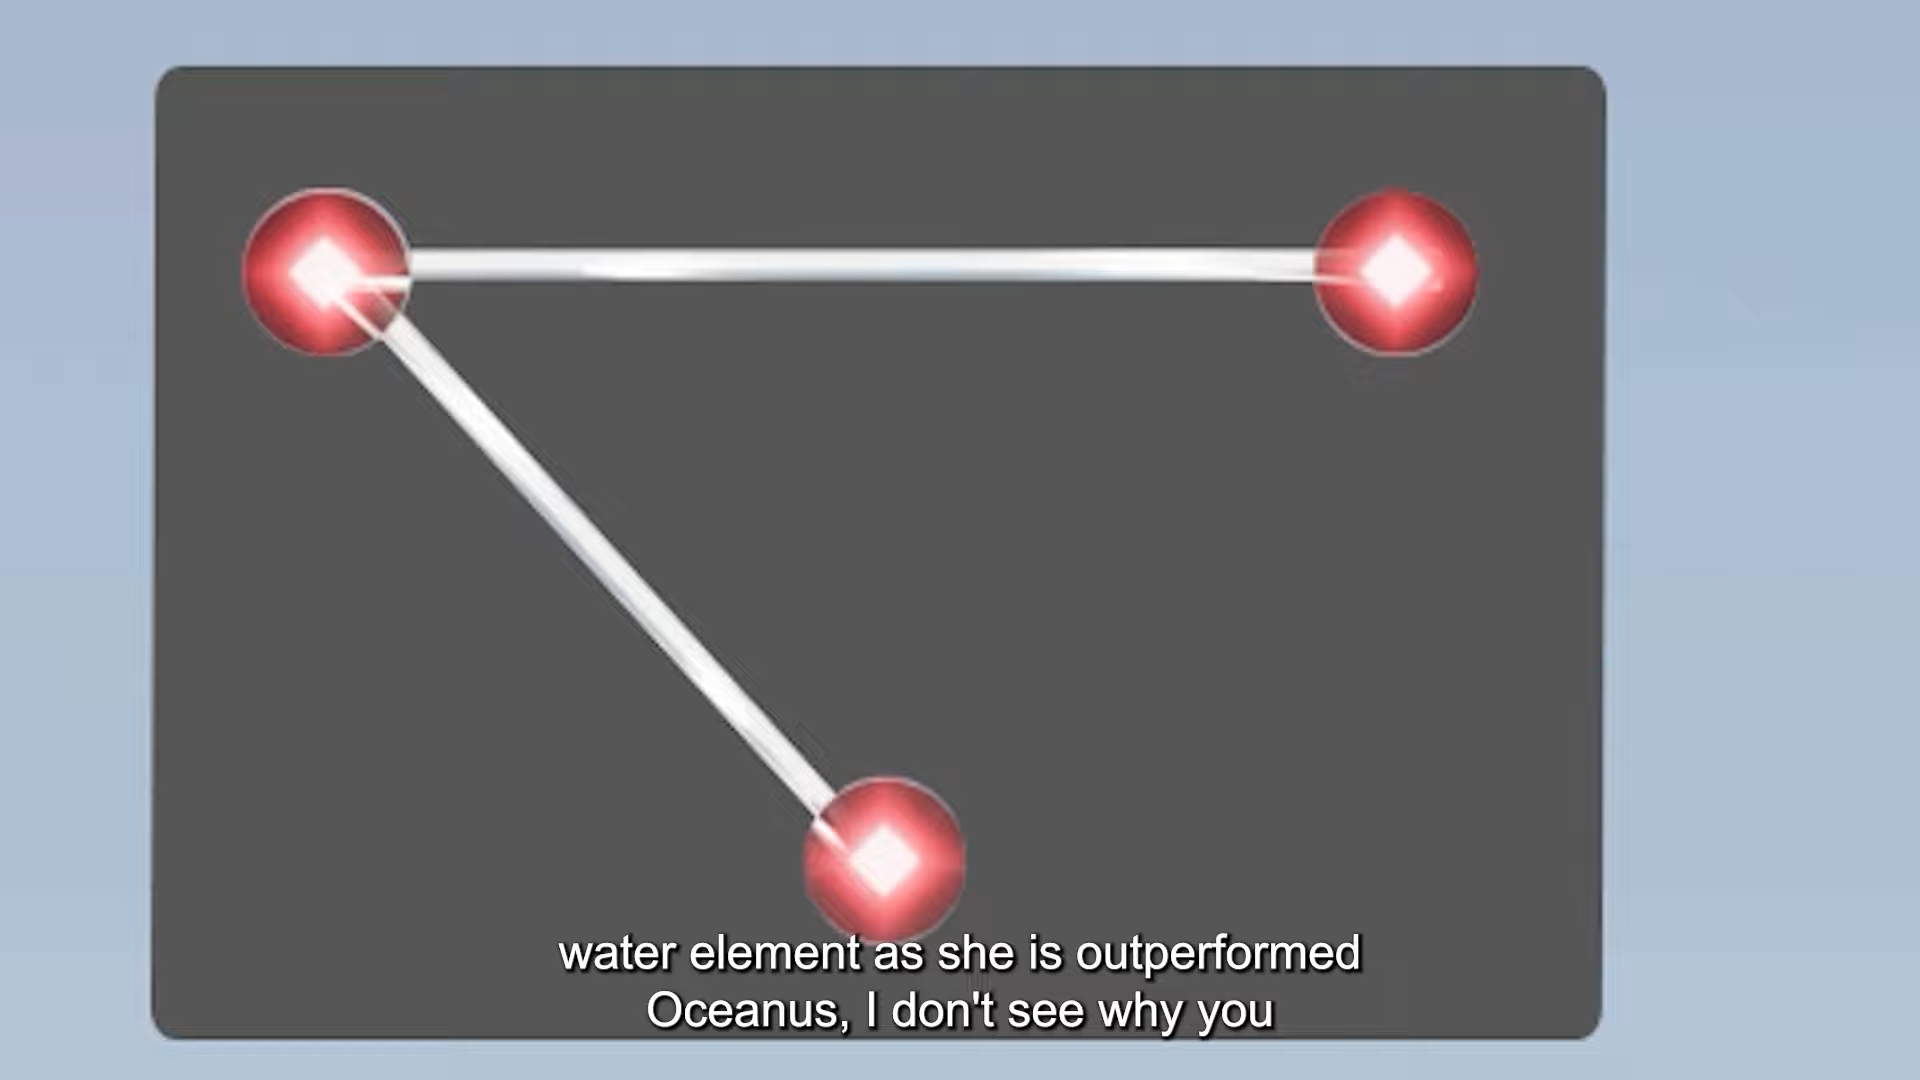 water element as she is outperformed
Oceanus, I don't see why you